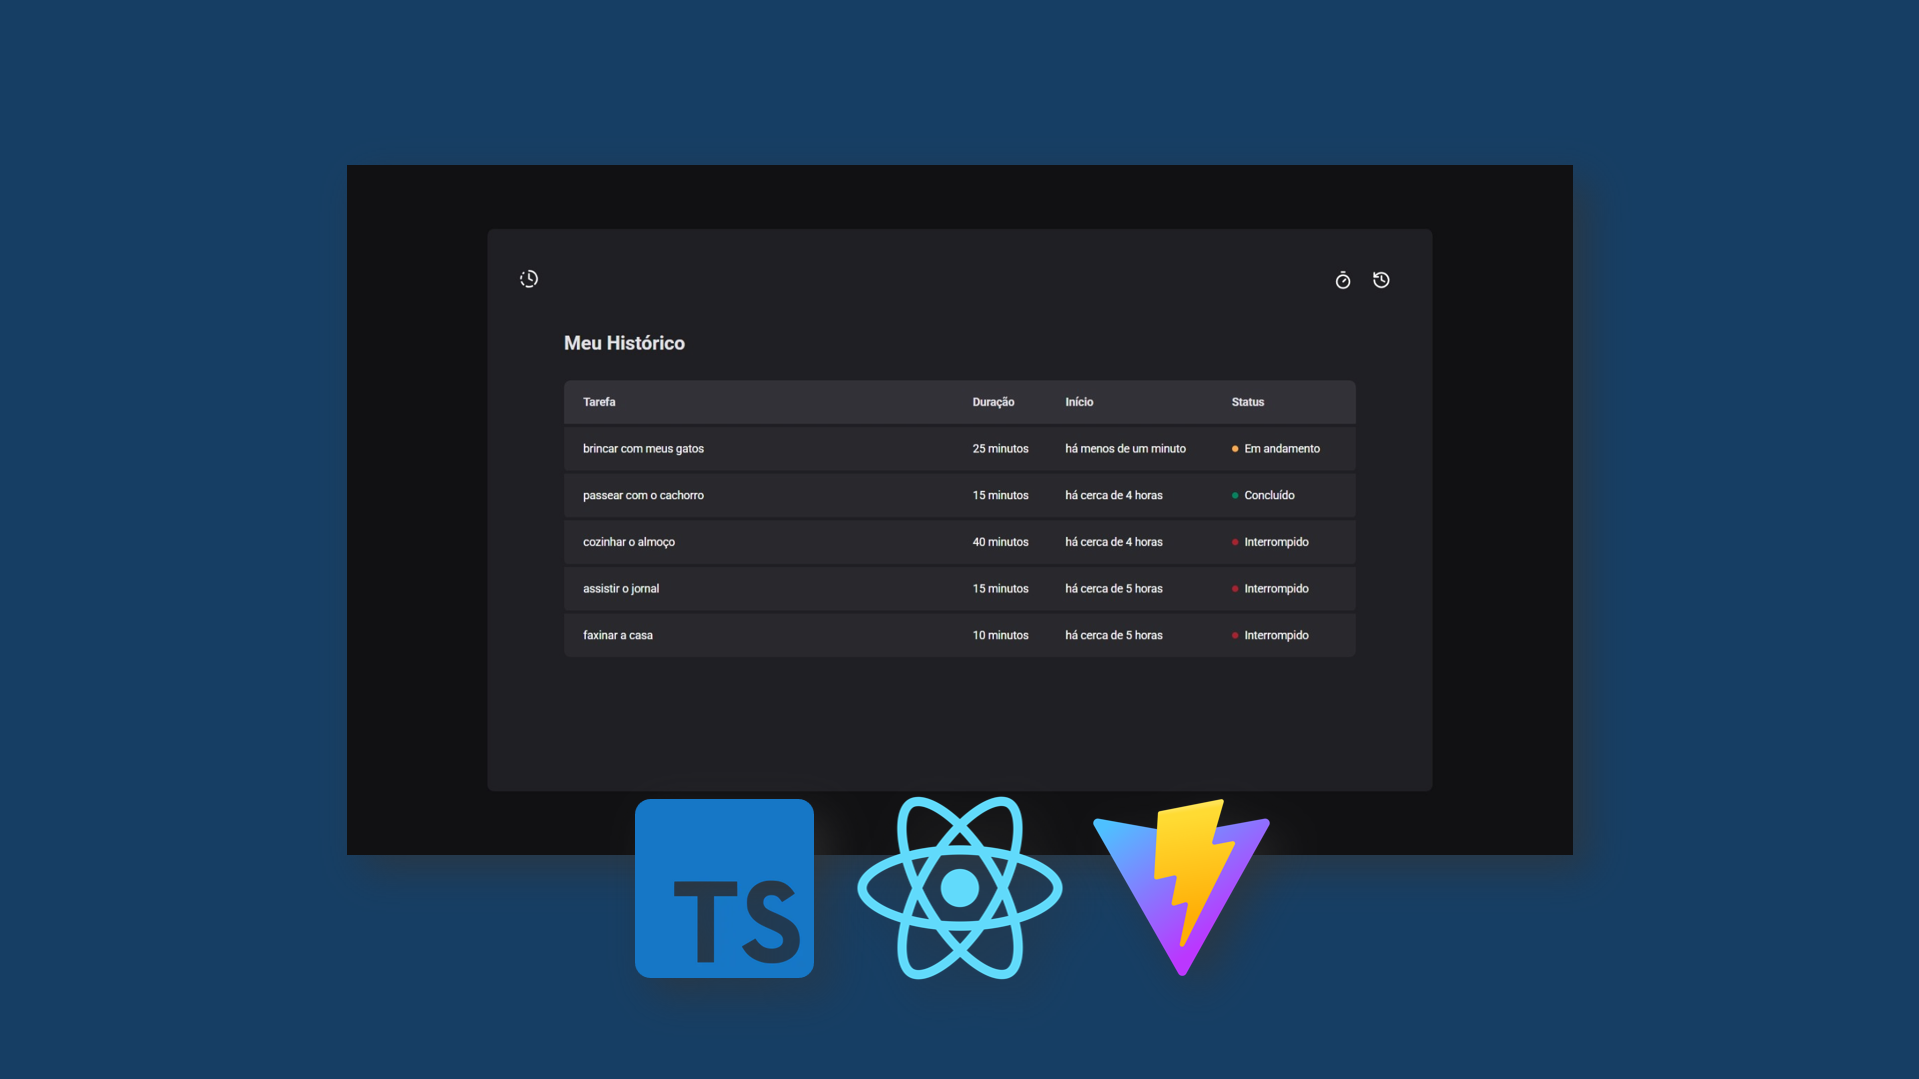 Meu Histórico
Tarefa Duração Início Status
brincar com meus gatos 25 minutos há menos de um minuto Em andamento
passear com o cachorro 15 minutos há cerca de 4 horas Concluído
cozinhar o almoço 40 minutos há cerca de 4 horas Interrompido
assistir o jornal 15 minutos há cerca de 5 horas Interrompido
faxinar a casa 10 minutos há cerca de 5 horas Interrompido
TS